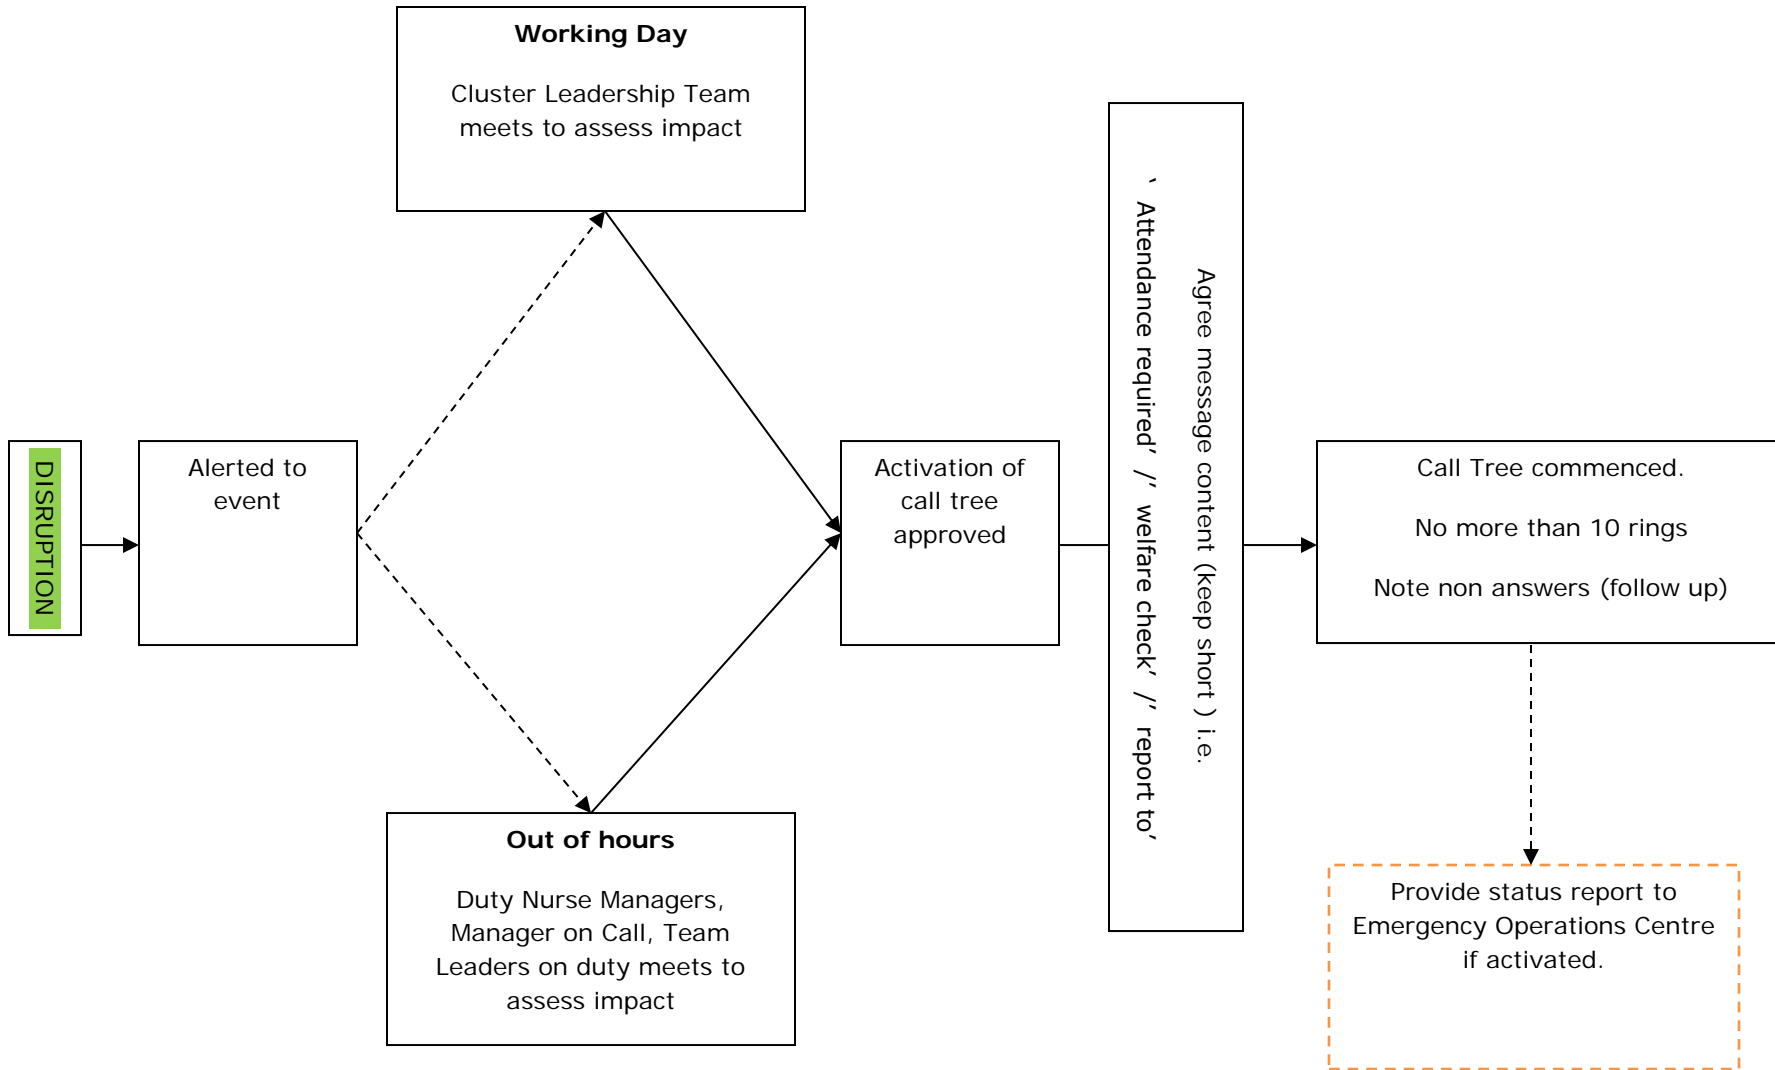 DISRUPTION
Alerted to
event
Working Day
Cluster Leadership Team
meets to assess impact
Out of hours
Duty Nurse Managers,
Manager on Call, Team
Leaders on duty meets to
assess impact
Activation of
call tree
approved
Agree message content (keep short ) i.e.
‘ Attendance required’ /’ welfare check’ /’ report to’
Call Tree commenced.
No more than 10 rings
Note non answers (follow up)
Provide status report to
Emergency Operations Centre
if activated.